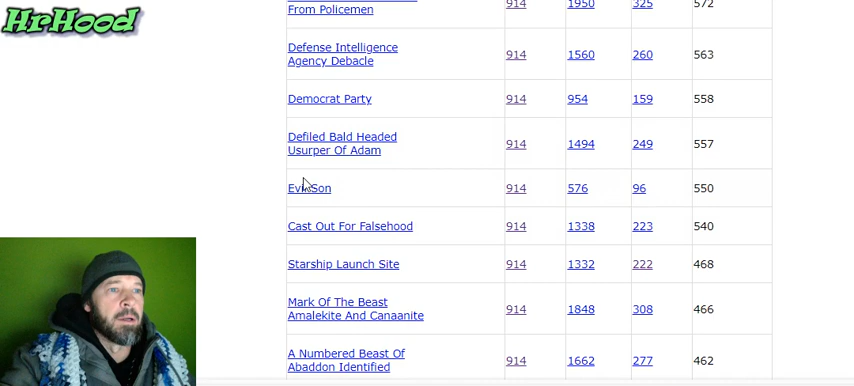 HrHood
From Policemen 914 1950 325 572
Defense Intelligence
Agency Debacle 914 1560 260 563
Democrat Party 914 954 159 558
Defiled Bald Headed
Usurper Of Adam 914 1494 249 557
Evil Son 914 576 96 550
Cast Out For Falsehood 914 1338 223 540
Starship Launch Site 914 1332 222 468
Mark Of The Beast
Amalekite And Canaanite 914 1848 308 466
A Numbered Beast Of
Abaddon Identified 914 1662 277 462